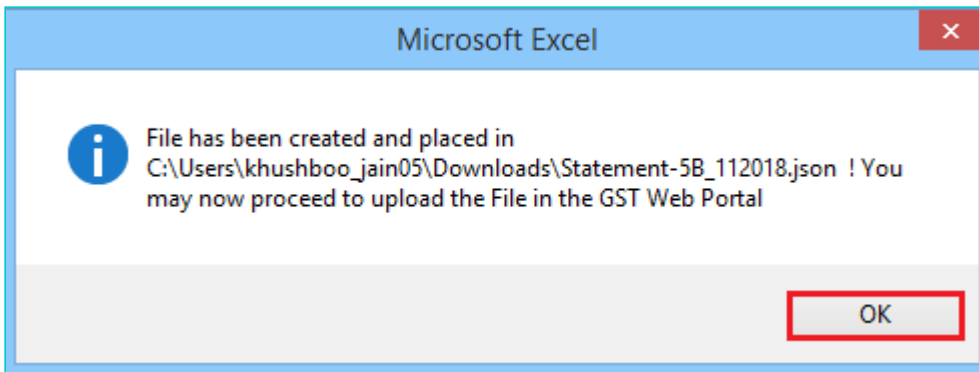 Microsoft Excel
File has been created and placed in
C:\Users\khushboo_jain05\Downloads\Statement-5B_112018.json  ! You
may now proceed to upload the File in the GST Web Portal
OK